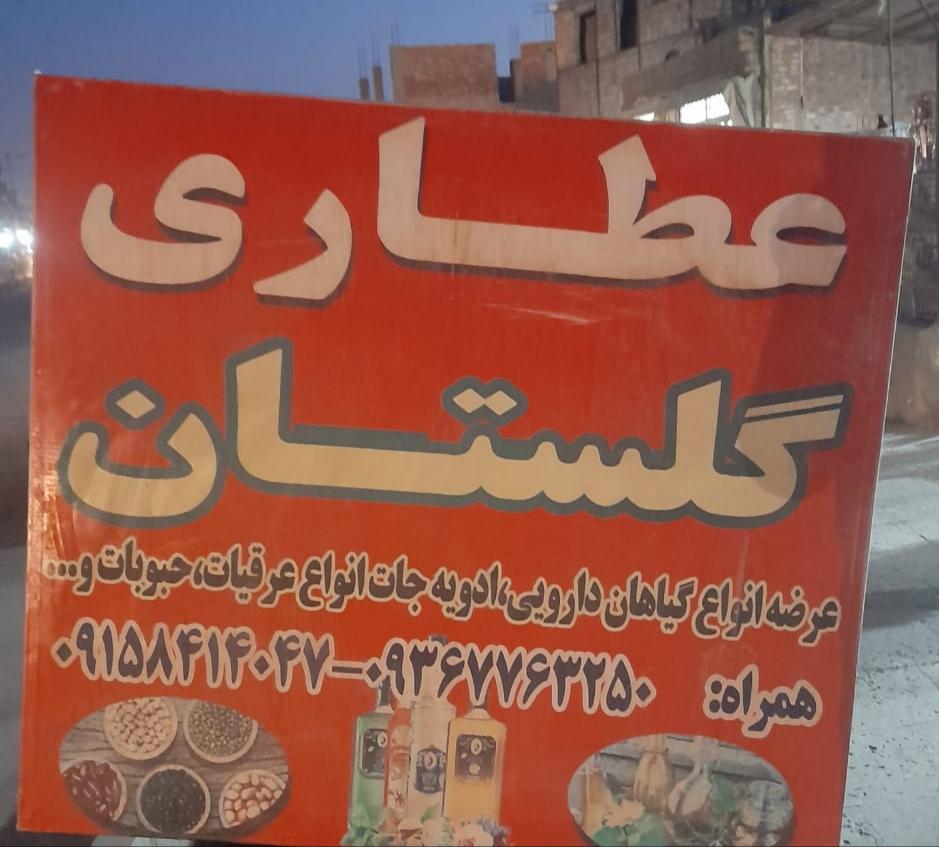 عطاری
گلستان
عرضه انواع گیاهان دارویی،ادویه جات انواع عرقیات،حبوبات و...
همراه: ۰۹۳۶۷۷۶۳۲۵۰-۰۹۱۵۸۴۱۴۰۴۷